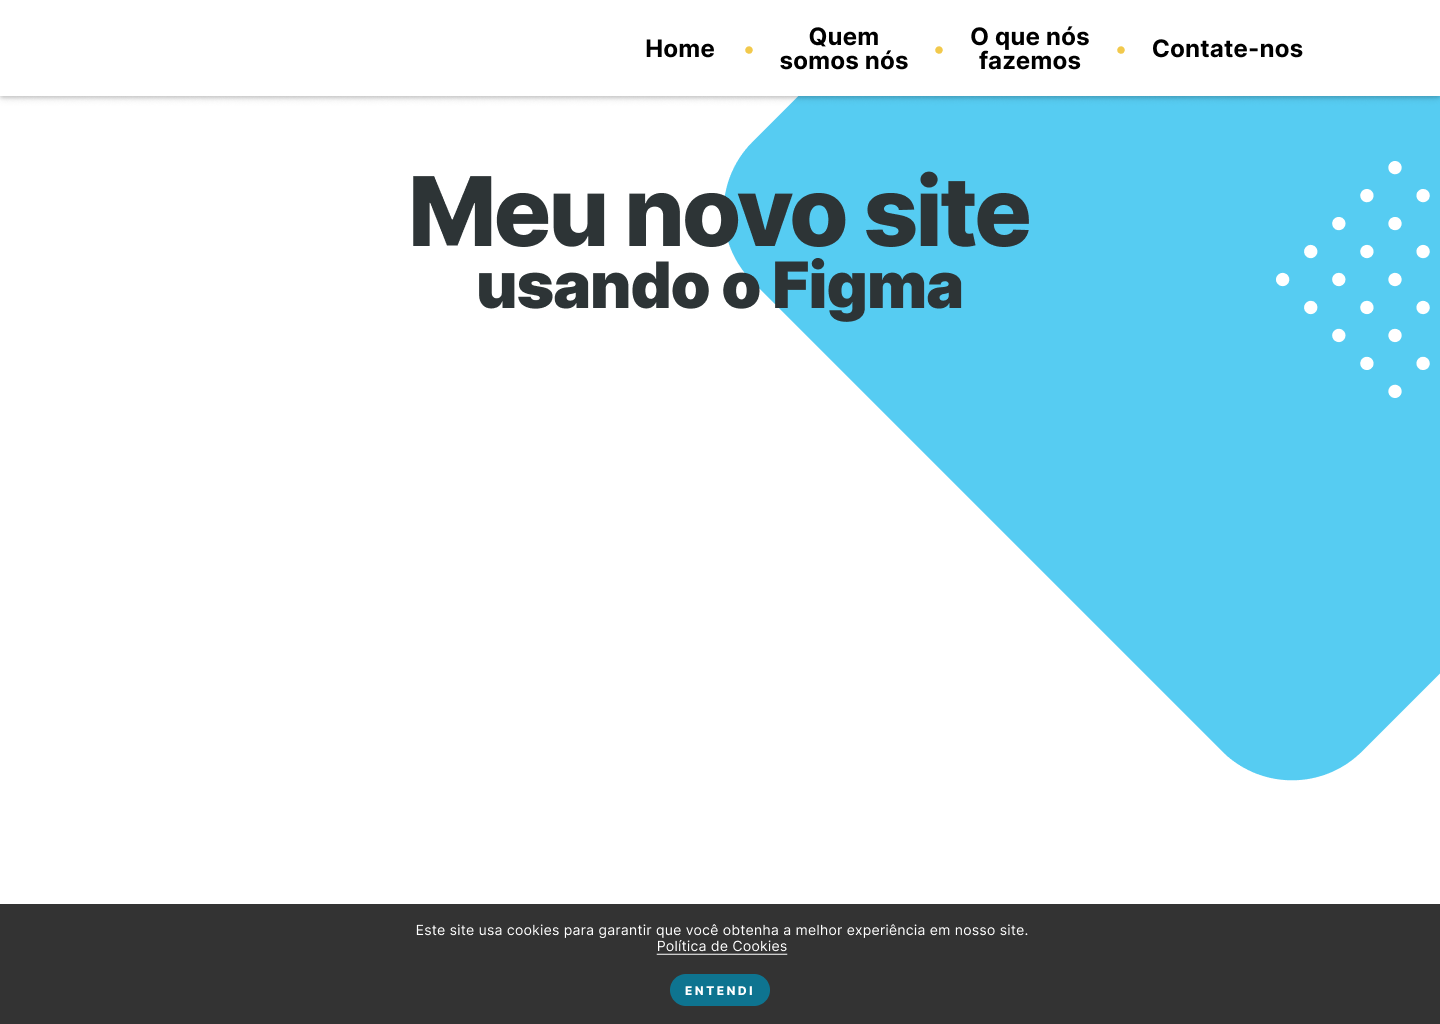 Home
Quem
somos nós
O que nós
fazemos
Contate-nos
Meu novo site
usando o Figma
Este site usa cookies para garantir que você obtenha a melhor experiência em nosso site.
Política de Cookies
ENTENDI